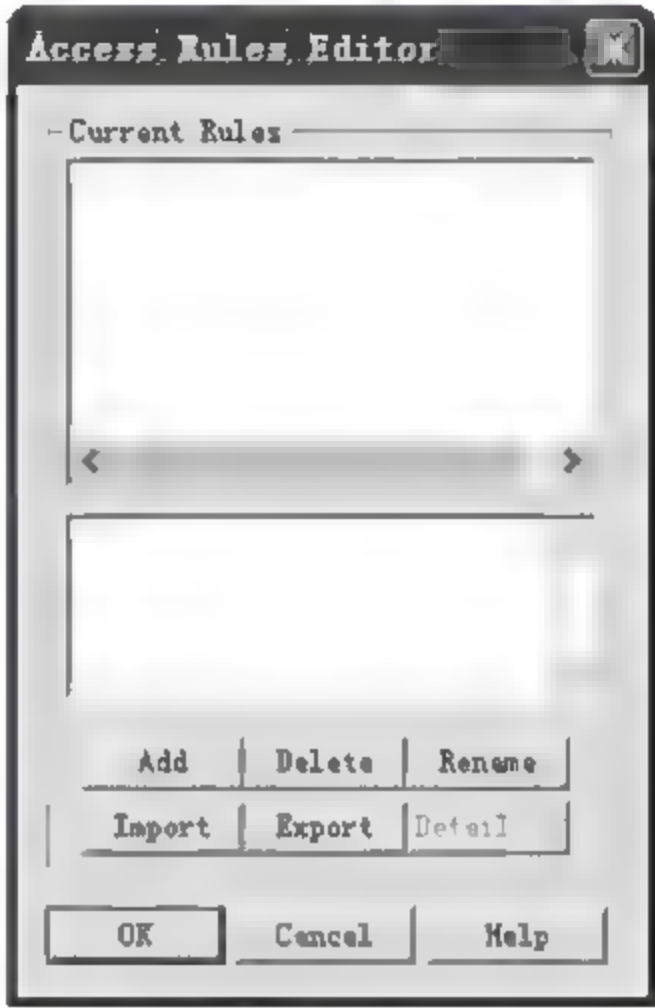 Access Rules Editor
Current Rules
Add Delete Rename
Import Export Detail
OK Cancel Help